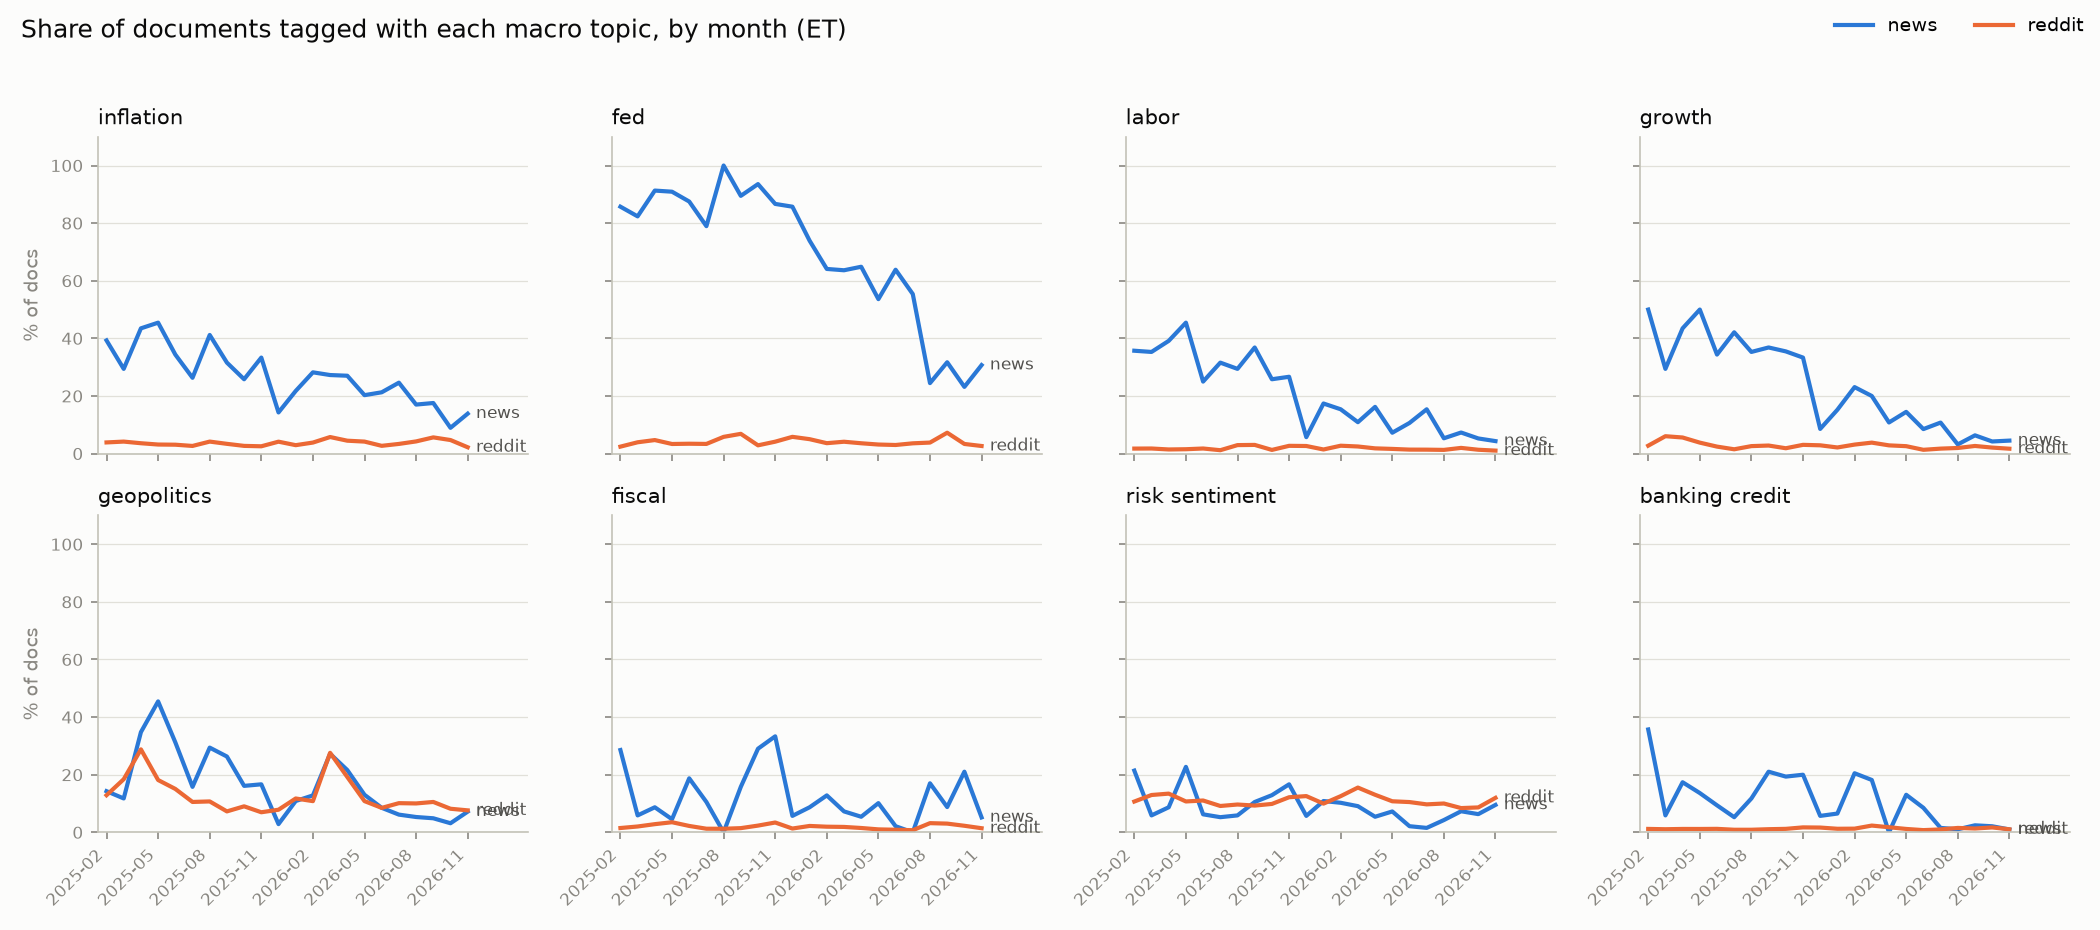 Share of documents tagged with each macro topic, by month (ET)
news
reddit
inflation
fed
labor
growth
% of docs
100
80
60
40
20
0
news
reddit
news
reddit
news
reddit
news
reddit
geopolitics
fiscal
risk sentiment
banking credit
% of docs
100
80
60
40
20
0
reddit
news
news
reddit
reddit
news
reddit
news
2025-02
2025-05
2025-08
2025-11
2026-02
2026-05
2026-08
2026-11
2025-02
2025-05
2025-08
2025-11
2026-02
2026-05
2026-08
2026-11
2025-02
2025-05
2025-08
2025-11
2026-02
2026-05
2026-08
2026-11
2025-02
2025-05
2025-08
2025-11
2026-02
2026-05
2026-08
2026-11